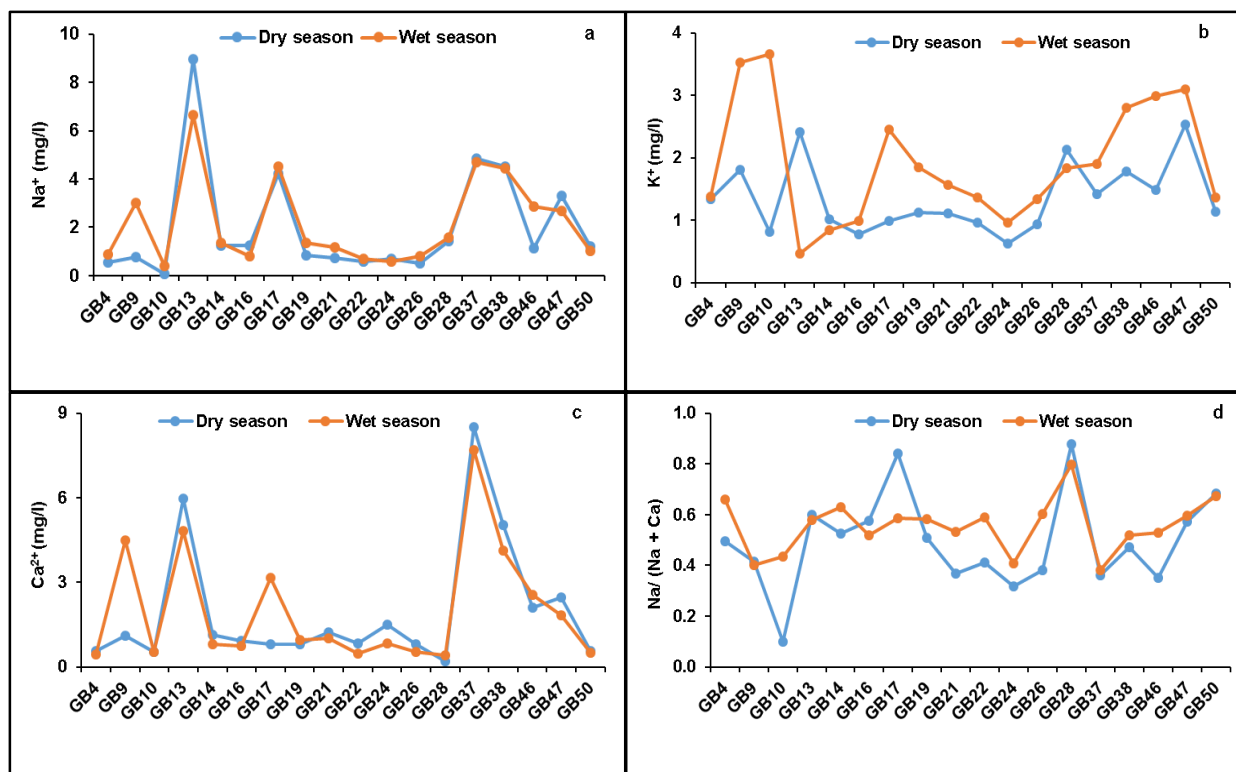 Dry season Wet season a
Na⁺ (mg/l)
10
8
6
4
2
0
GB4 GB9 GB10 GB13 GB14 GB16 GB17 GB19 GB21 GB22 GB24 GB26 GB28 GB37 GB38 GB46 GB47 GB50
Dry season Wet season b
K⁺ (mg/l)
4
3
2
1
0
GB4 GB9 GB10 GB13 GB14 GB16 GB17 GB19 GB21 GB22 GB24 GB26 GB28 GB37 GB38 GB46 GB47 GB50
Dry season Wet season c
Ca²⁺ (mg/l)
9
6
3
0
GB4 GB9 GB10 GB13 GB14 GB16 GB17 GB19 GB21 GB22 GB24 GB26 GB28 GB37 GB38 GB46 GB47 GB50
Dry season Wet season d
Na/ (Na + Ca)
1.0
0.8
0.6
0.4
0.2
0.0
GB4 GB9 GB10 GB13 GB14 GB16 GB17 GB19 GB21 GB22 GB24 GB26 GB28 GB37 GB38 GB46 GB47 GB50